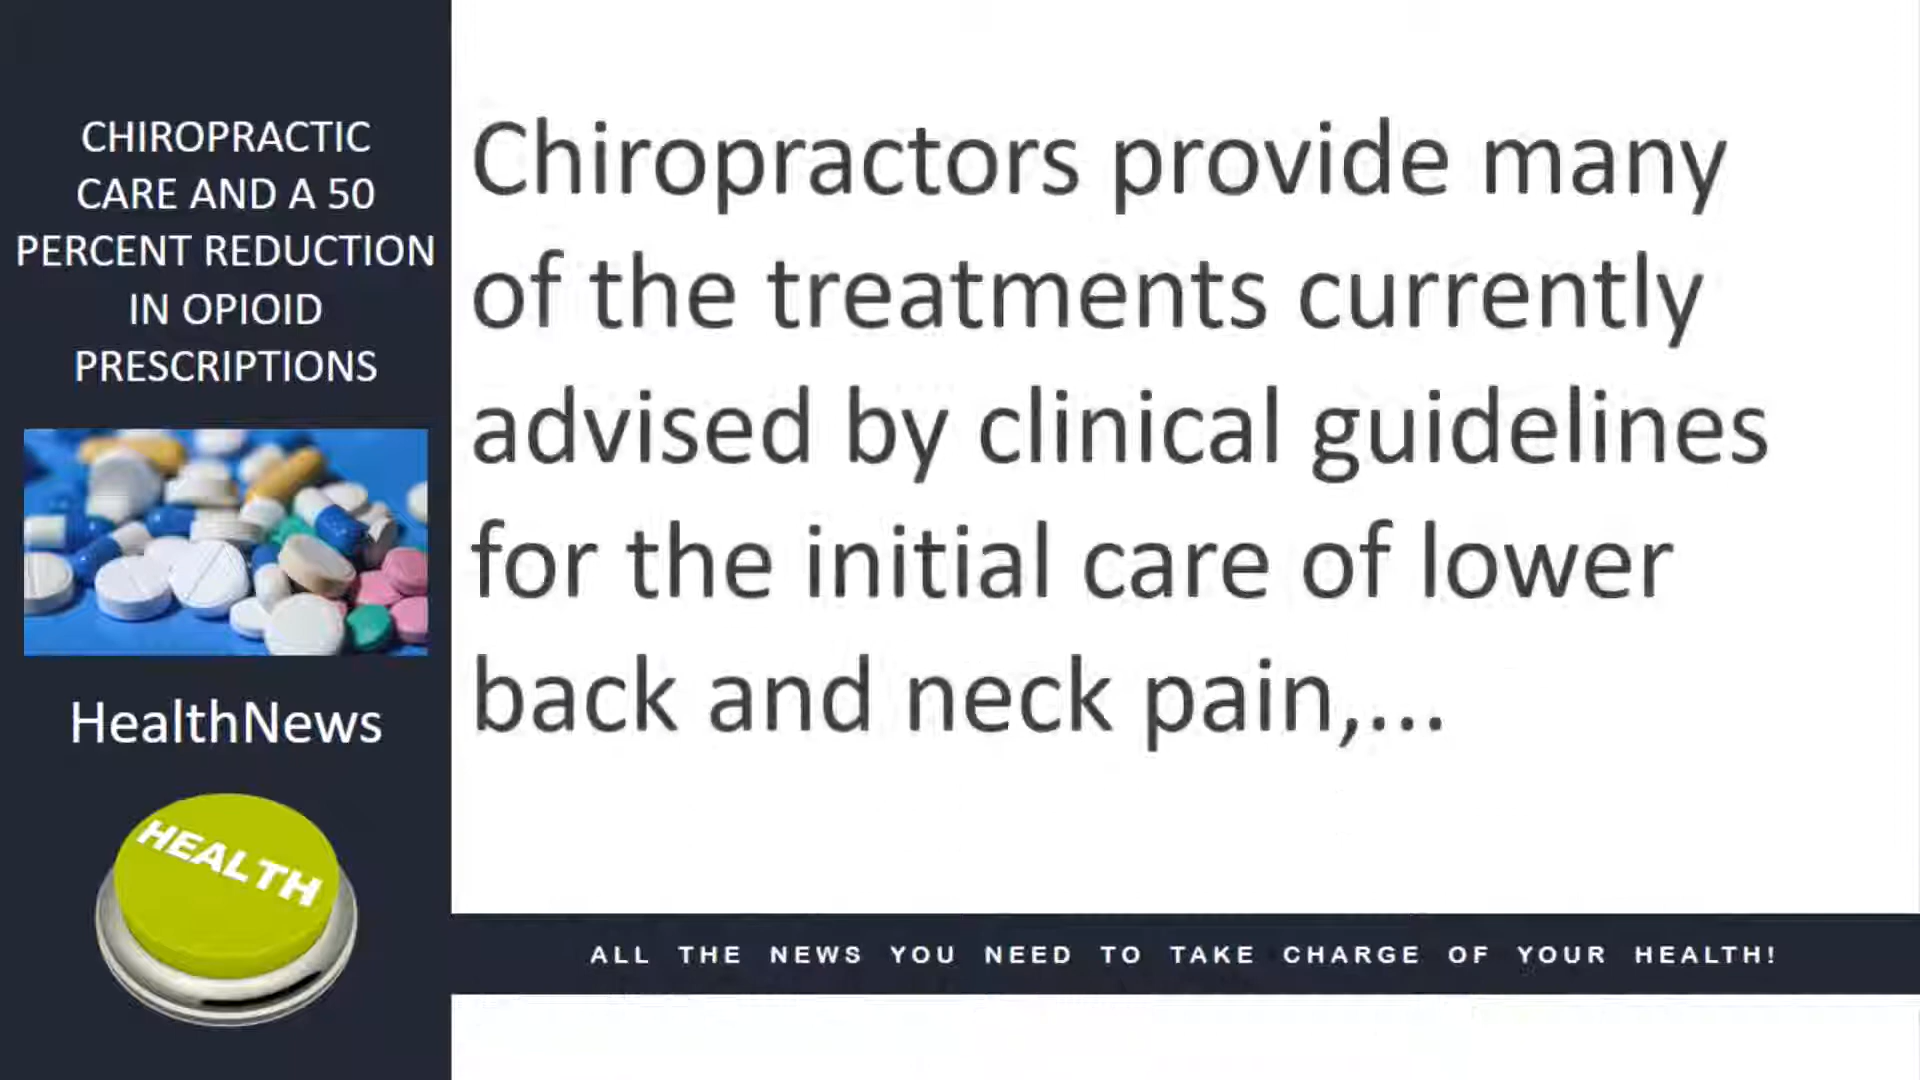 CHIROPRACTIC
CARE AND A 50
PERCENT REDUCTION
IN OPIOID
PRESCRIPTIONS
HealthNews
HEALTH
Chiropractors provide many
of the treatments currently
advised by clinical guidelines
for the initial care of lower
back and neck pain,...
ALL THE NEWS YOU NEED TO TAKE CHARGE OF YOUR HEALTH!